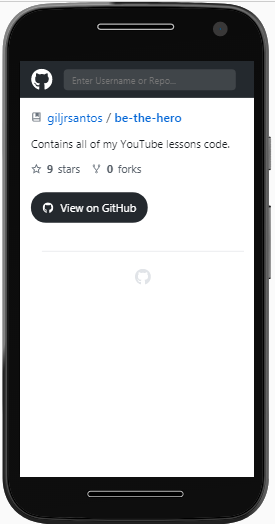 Enter Username or Repo...
giljrsantos / be-the-hero
Contains all of my YouTube lessons code.
9 stars 0 forks
View on GitHub